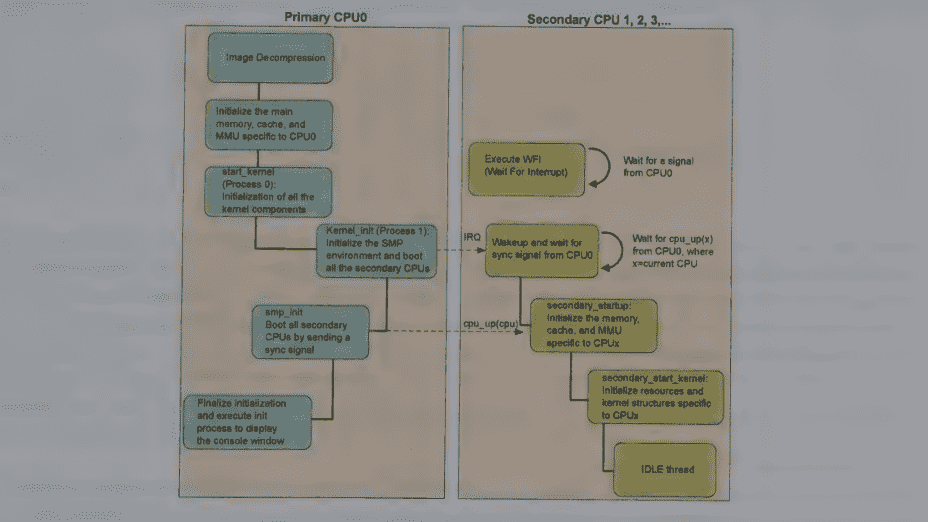 Primary CPU0
Image Decompression
Initialize the main
memory, cache, and
MMU specific to CPU0
start_kernel
(Process 0):
Initialization of all the
kernel components
Kernel_init (Process 1):
Initialize the SMP
environment and boot
all the secondary CPUs
smp_init
Boot all secondary
CPUs by sending a
sync signal
Finalize initialization
and execute init
process to display
the console window
IRQ
cpu_up(cpu)
Secondary CPU 1, 2, 3,...
Execute WFI
(Wait For Interrupt)
Wait for a signal
from CPU0
Wakeup and wait for
sync signal from CPU0
Wait for cpu_up(x)
from CPU0, where
x=current CPU
secondary_startup:
Initialize the memory,
cache, and MMU
specific to CPUx
secondary_start_kernel:
Initialize resources and
kernel structures specific
to CPUx
IDLE thread